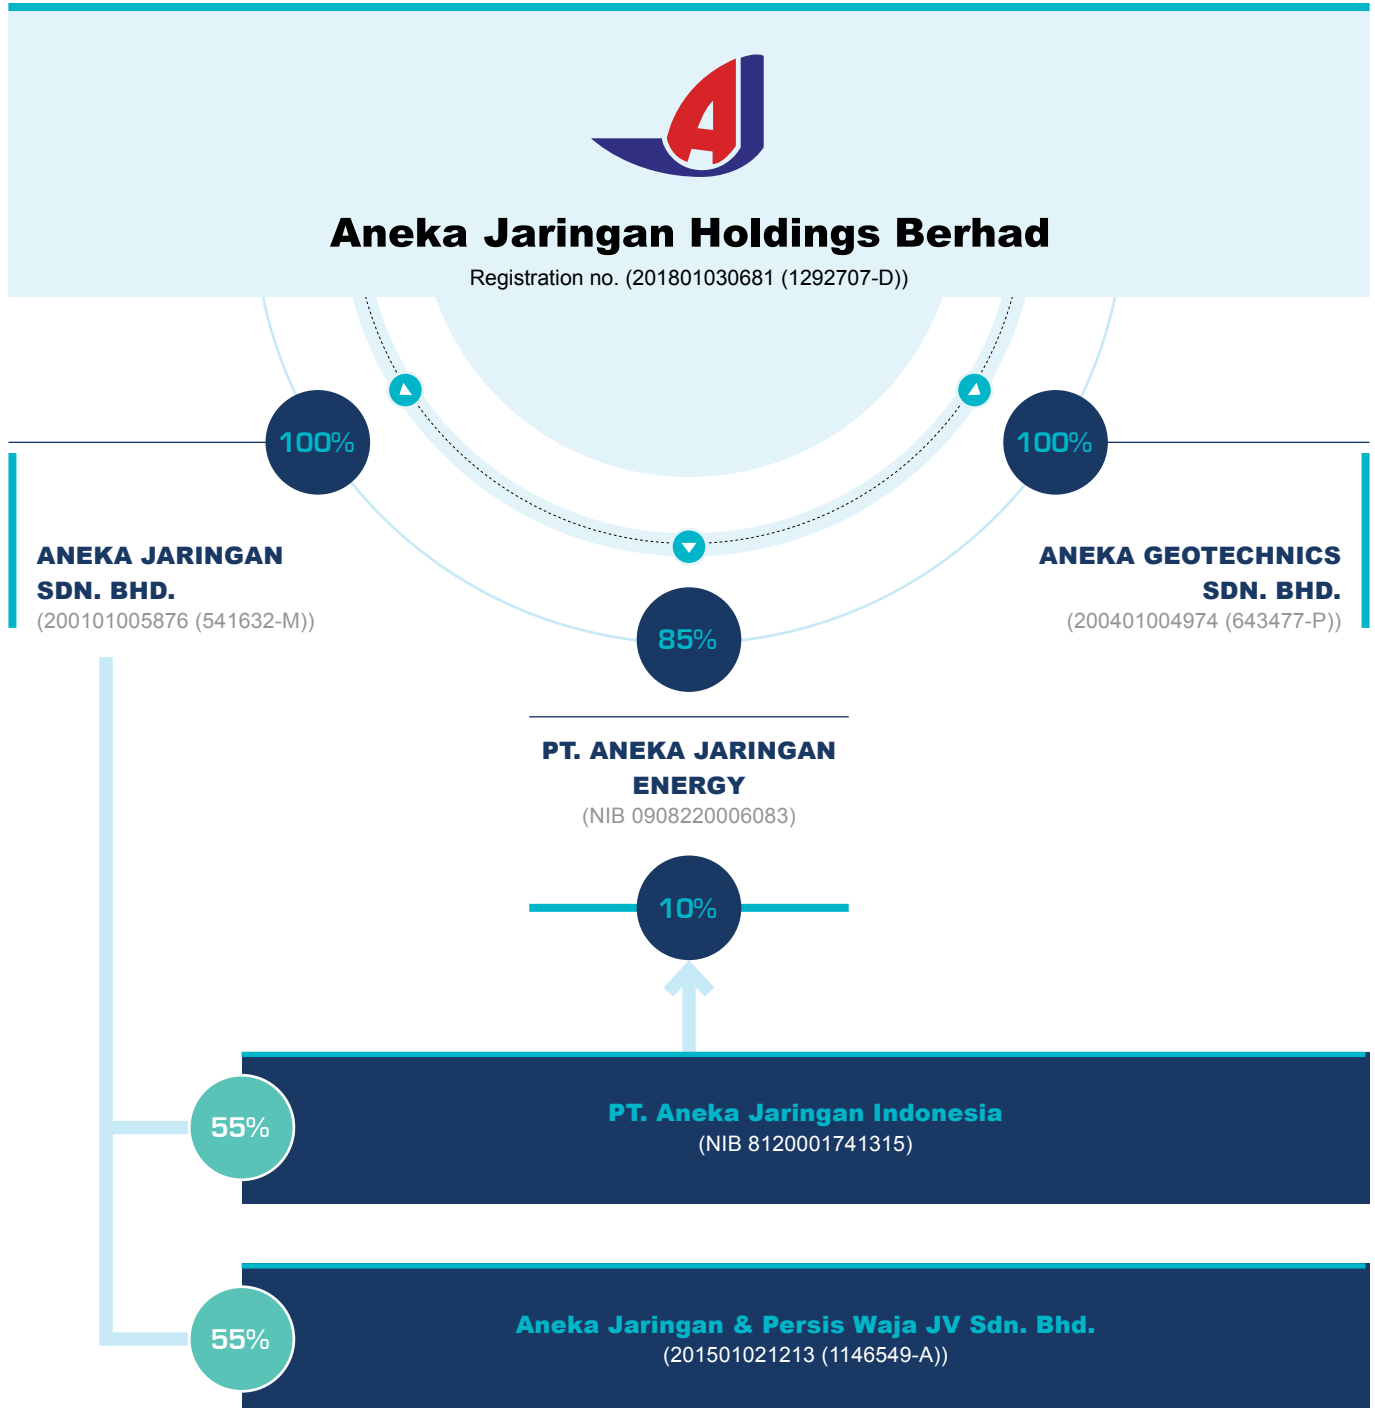 AJ
Aneka Jaringan Holdings Berhad
Registration no. (201801030681 (1292707-D))
100%
ANEKA JARINGAN
SDN. BHD.
(200101005876 (541632-M))
100%
ANEKA GEOTECHNICS
SDN. BHD.
(200401004974 (643477-P))
85%
PT. ANEKA JARINGAN
ENERGY
(NIB 0908220006083)
10%
55%
PT. Aneka Jaringan Indonesia
(NIB 8120001741315)
55%
Aneka Jaringan & Persis Waja JV Sdn. Bhd.
(201501021213 (1146549-A))